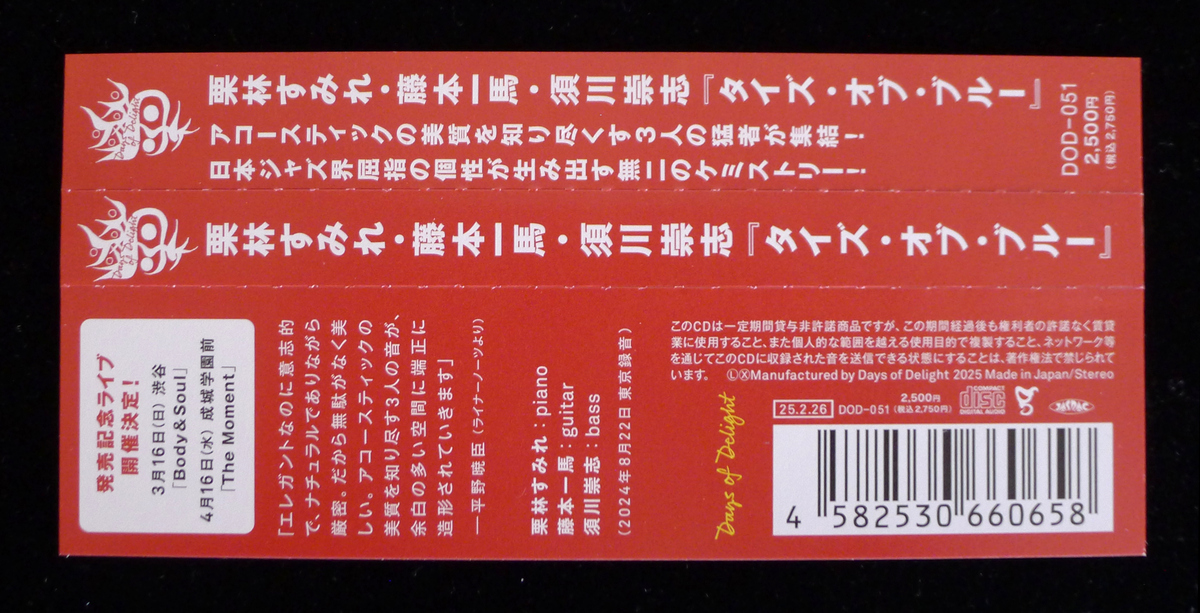 栗林すみれ・藤本一馬・須川崇志『タイズ・オブ・ブルー』
アコースティックの美質を知り尽くす3人の猛者が集結！
日本ジャズ界屈指の個性が生み出す無二のケミストリー！
DOD-051
2,500円
(税込 2,750円)
Days of Delight
栗林すみれ・藤本一馬・須川崇志『タイズ・オブ・ブルー』
Days of Delight
発売記念ライブ
開催決定！
3月16日(日) 渋谷
「Body&Soul」
4月16日(水) 成城学園前
「The Moment」
「エレガントなのに意志的
で、ナチュラルでありながら
厳密。だから無駄がなく美
しい。アコースティックの
美質を知り尽す3人の音が、
余白の多い空間に端正に
造形されていきます」
—平野暁臣（ライナーノーツより）
栗林すみれ：piano
藤本一馬：guitar
須川崇志：bass
(2024年8月22日 東京録音)
このCDは一定期間貸与非許諾商品ですが、この期間経過後も権利者の許諾なく賃貸
業に使用すること、また個人的な範囲を越える使用目的で複製すること、ネットワーク等
を通じてこのCDに収録された音を送信できる状態にすることは、著作権法で禁じられて
います。 ⓁⓍManufactured by Days of Delight 2025 Made in Japan/Stereo
Days of Delight
25.2.26
DOD-051
2,500円
(税込 2,750円)
COMPACT
disc
DIGITAL AUDIO
JASRAC
4 582530 660658